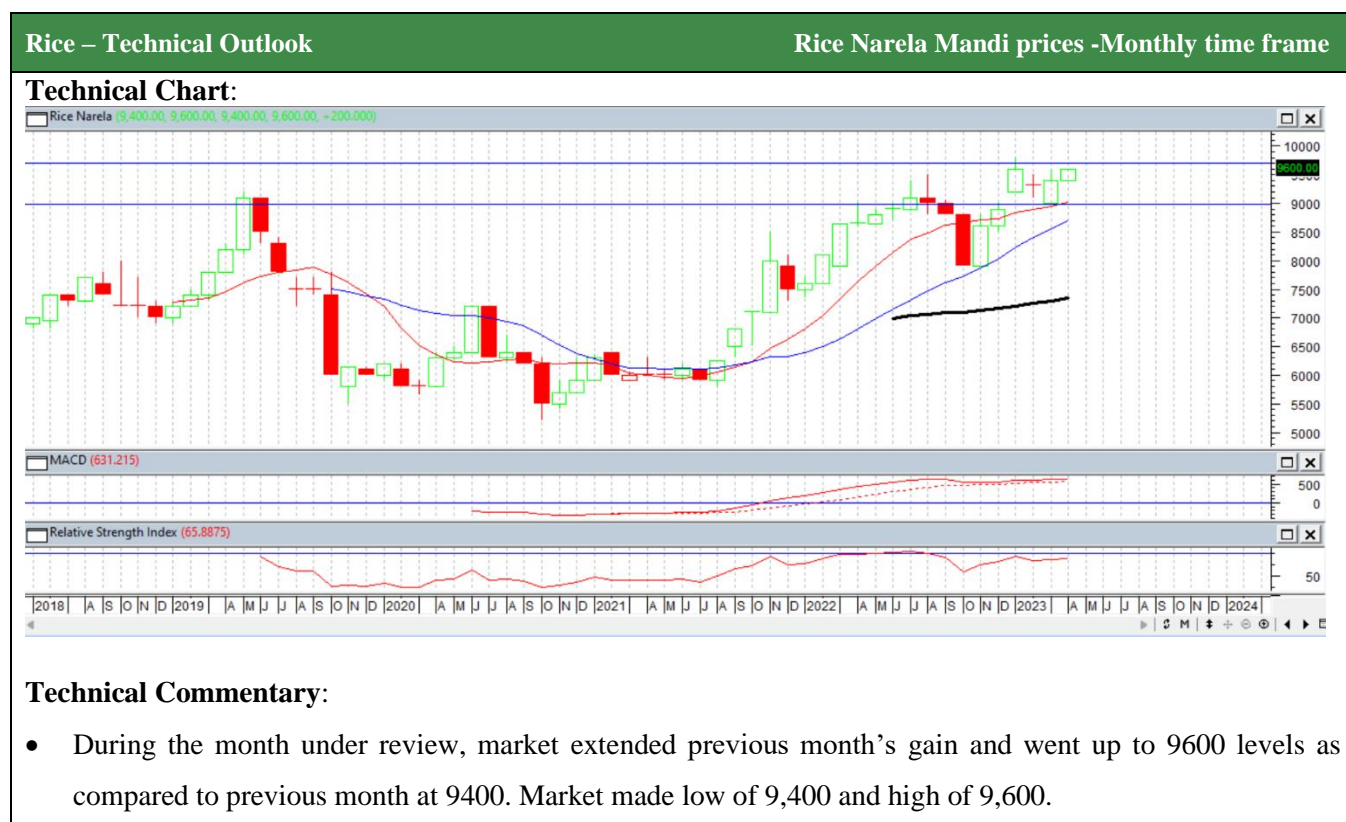 Rice – Technical Outlook Rice Narela Mandi prices -Monthly time frame
Technical Chart:
Rice Narela (9,400.00, 9,600.00, 9,400.00, 9,600.00, +200.000)
10000
9600.00
9000
8500
8000
7500
7000
6500
6000
5500
5000
MACD (631.215)
500
0
Relative Strength Index (65.8875)
50
2018 A S O N D 2019 A M J J A S O N D 2020 A M J J A S O N D 2021 A M J J A S O N D 2022 A M J J A S O N D 2023 A M J J A S O N D 2024
M
Technical Commentary:
• During the month under review, market extended previous month’s gain and went up to 9600 levels as
compared to previous month at 9400. Market made low of 9,400 and high of 9,600.